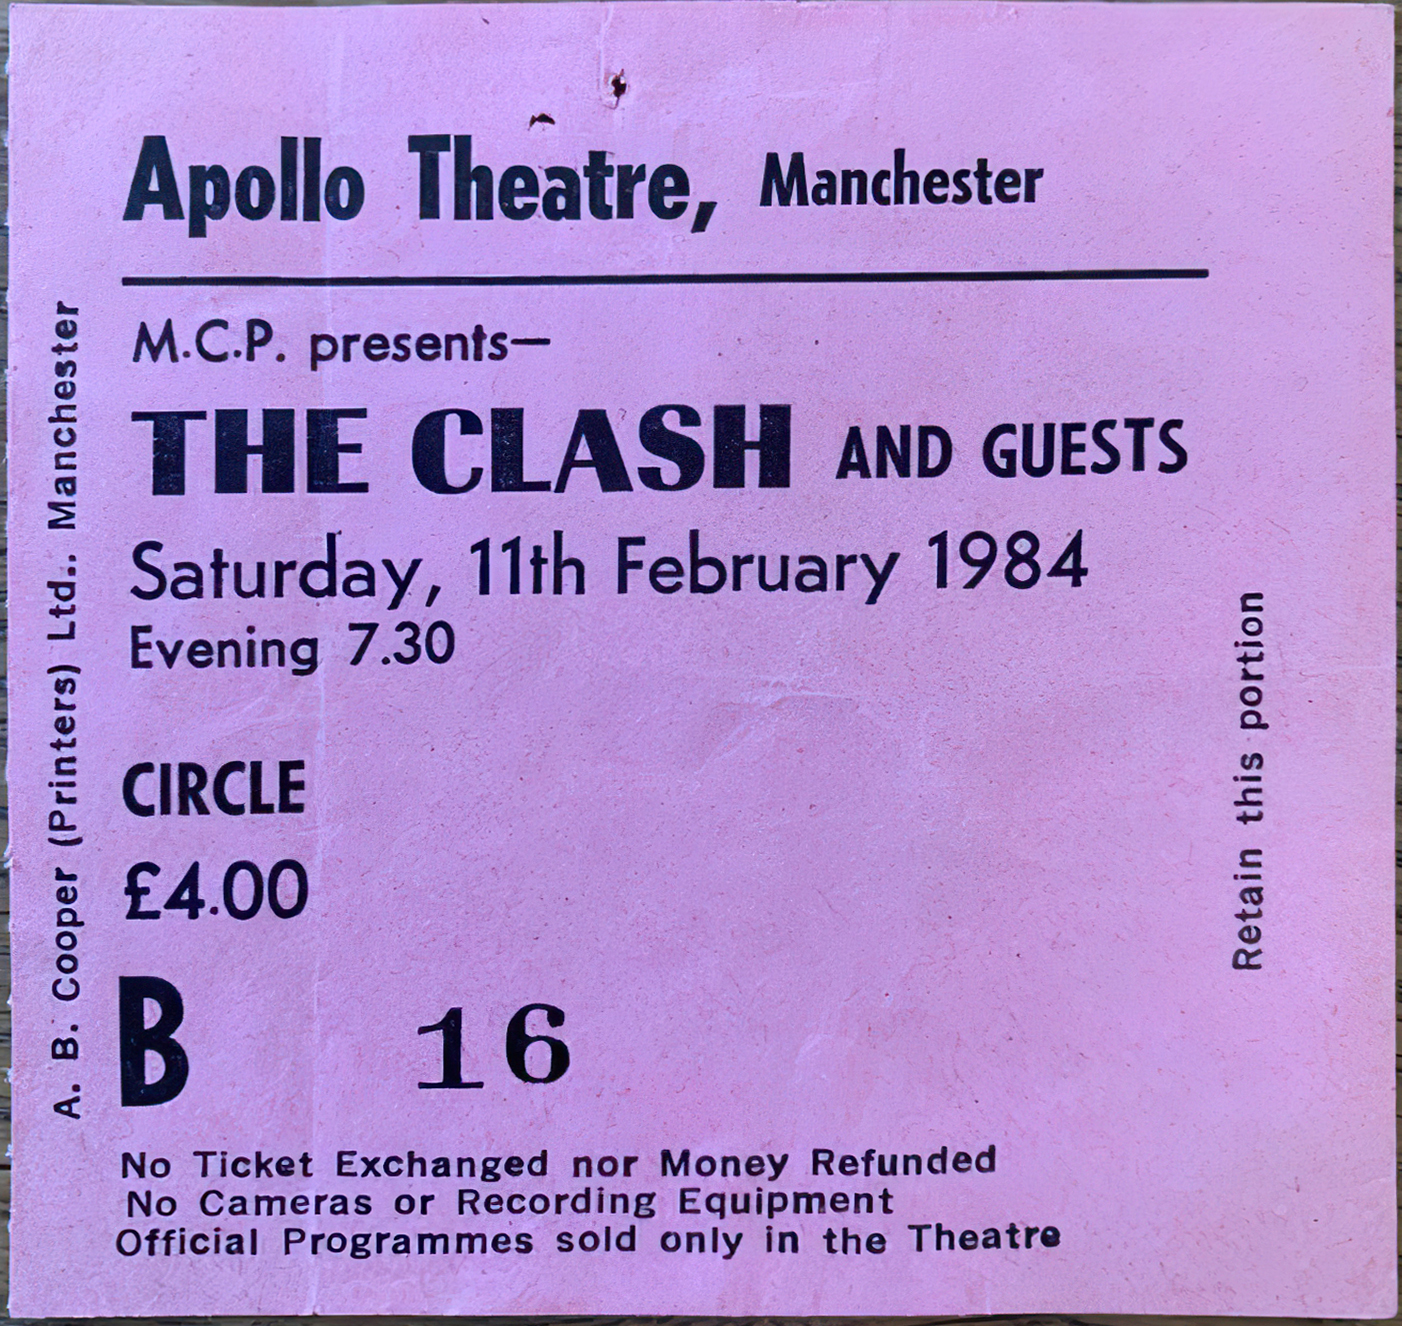 Apollo Theatre, Manchester
M.C.P. presents—
THE CLASH AND GUESTS
Saturday, 11th February 1984
Evening 7.30
CIRCLE
£4.00
B 16
No Ticket Exchanged nor Money Refunded
No Cameras or Recording Equipment
Official Programmes sold only in the Theatre
A. B. Cooper (Printers) Ltd.. Manchester
Retain this portion